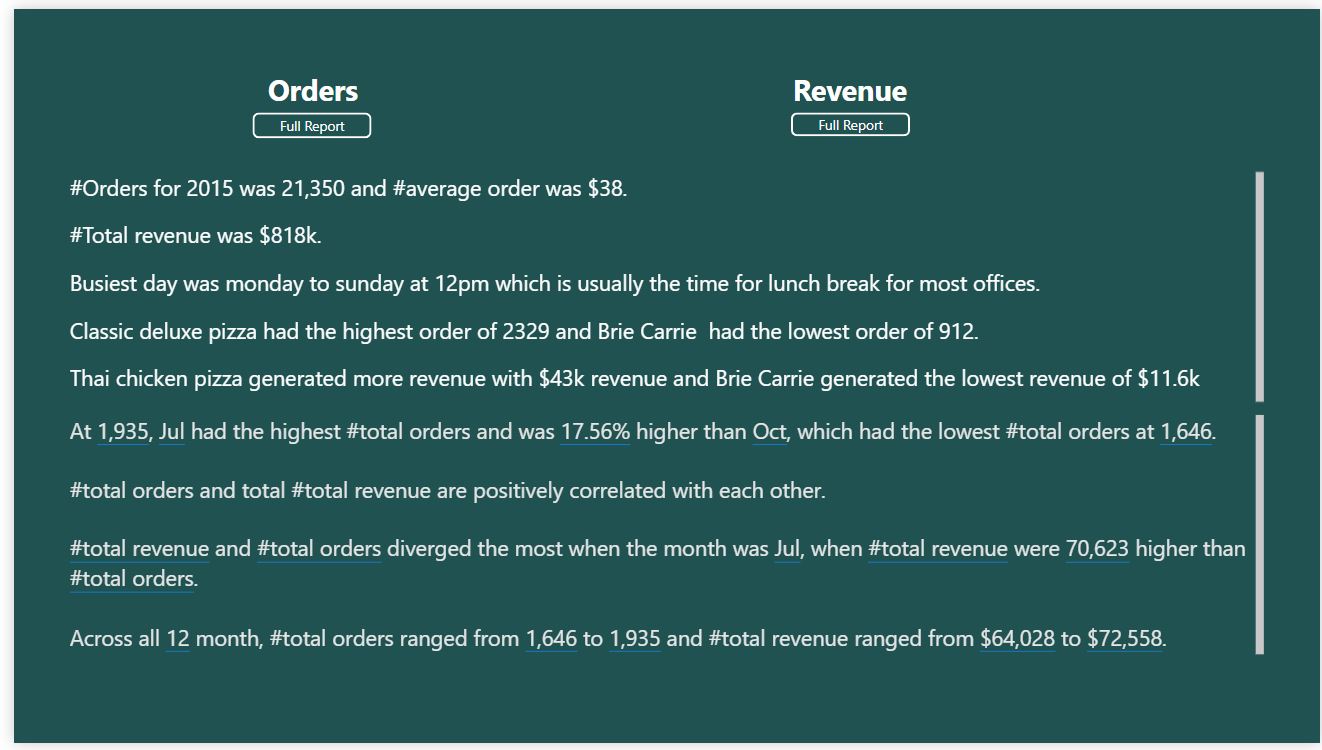 Orders
Revenue
Full Report
Full Report
#Orders for 2015 was 21,350 and #average order was $38.
#Total revenue was $818k.
Busiest day was monday to sunday at 12pm which is usually the time for lunch break for most offices.
Classic deluxe pizza had the highest order of 2329 and Brie Carrie  had the lowest order of 912.
Thai chicken pizza generated more revenue with $43k revenue and Brie Carrie generated the lowest revenue of $11.6k
At 1,935, Jul had the highest #total orders and was 17.56% higher than Oct, which had the lowest #total orders at 1,646.
#total orders and total #total revenue are positively correlated with each other.
#total revenue and #total orders diverged the most when the month was Jul, when #total revenue were 70,623 higher than
#total orders.
Across all 12 month, #total orders ranged from 1,646 to 1,935 and #total revenue ranged from $64,028 to $72,558.